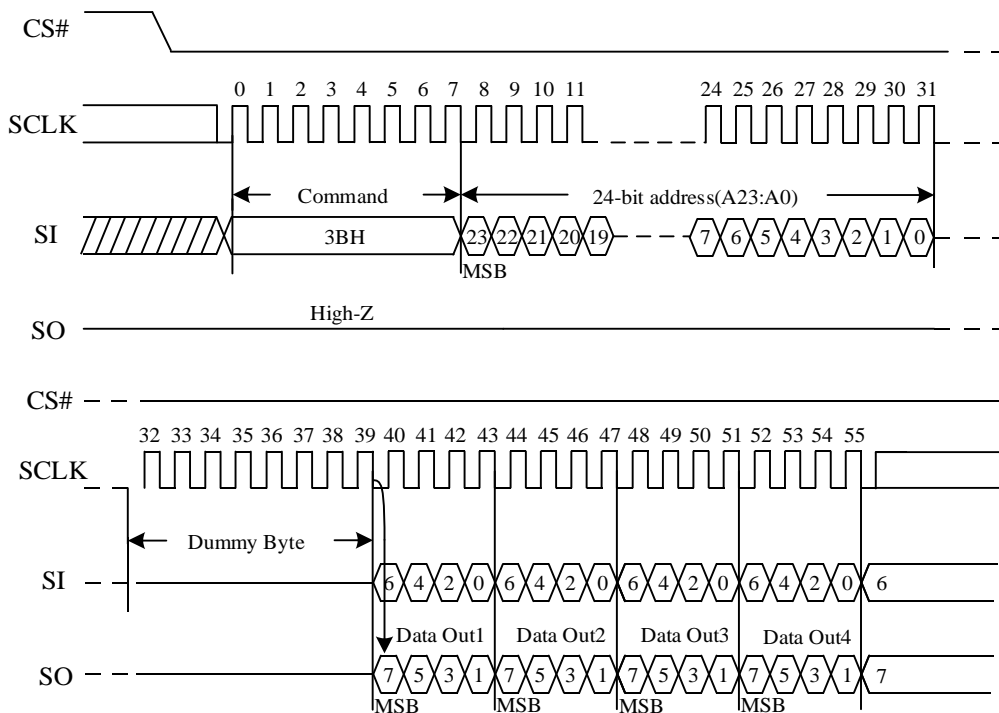 CS#
0 1 2 3 4 5 6 7 8 9 10 11 24 25 26 27 28 29 30 31
SCLK
Command 24-bit address(A23:A0)
SI 3BH 23 22 21 20 19 7 6 5 4 3 2 1 0
MSB
High-Z
SO
CS#
32 33 34 35 36 37 38 39 40 41 42 43 44 45 46 47 48 49 50 51 52 53 54 55
SCLK
Dummy Byte
SI 6 4 2 0 6 4 2 0 6 4 2 0 6 4 2 0 6
Data Out1 Data Out2 Data Out3 Data Out4
SO 7 5 3 1 7 5 3 1 7 5 3 1 7 5 3 1 7
MSB MSB MSB MSB